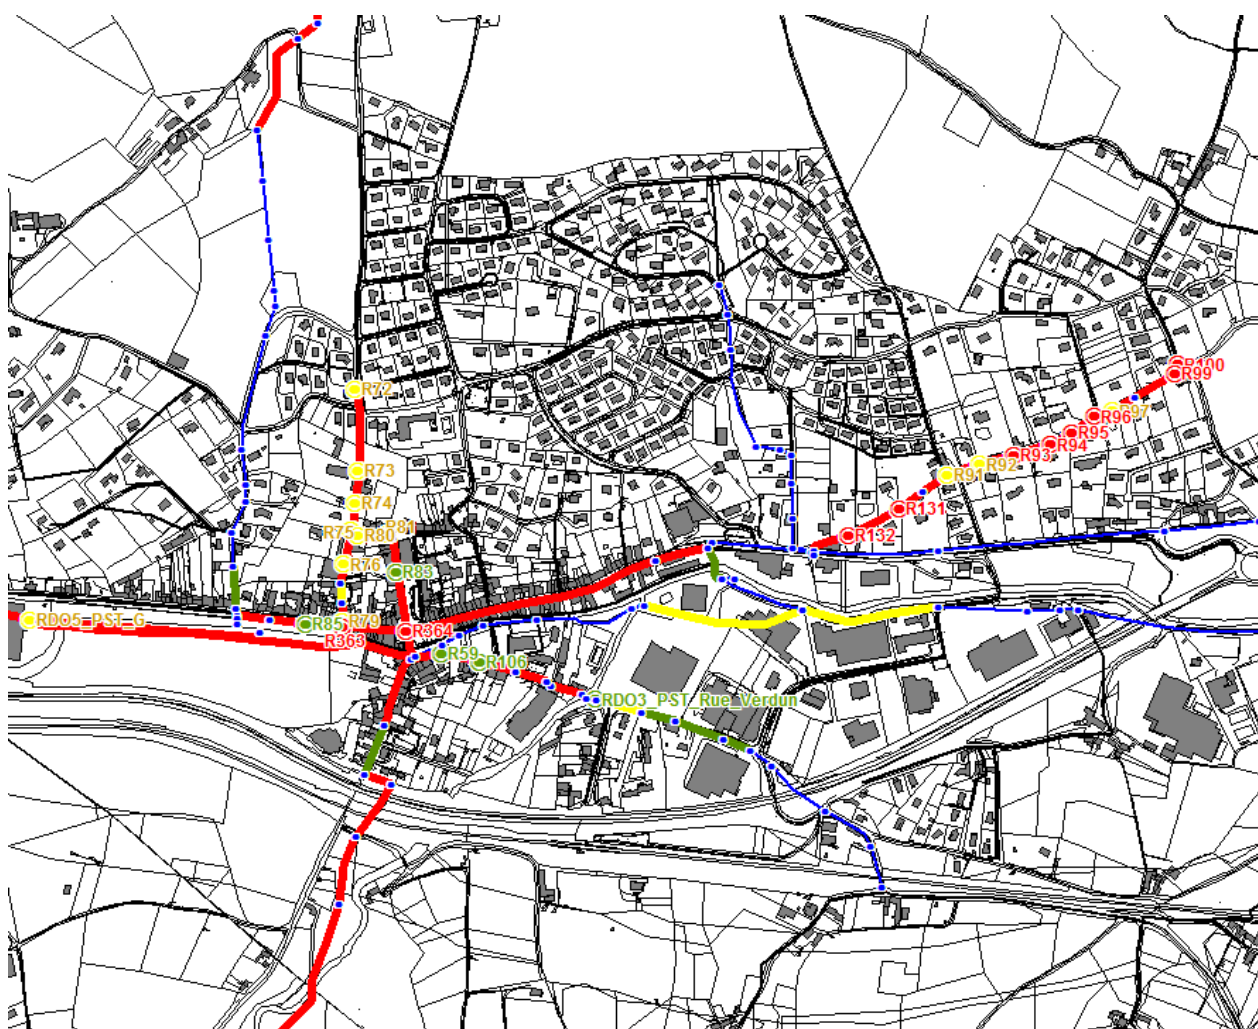 R100
R99
R72
R97
R96
R95
R94
R93
R92
R91
R73
R74
R131
R81
R75
R80
R132
R76
R83
RDO5_PST_G
R85
R79
R364
R363
R59
R106
RDO3_PST_Rue_Verdun